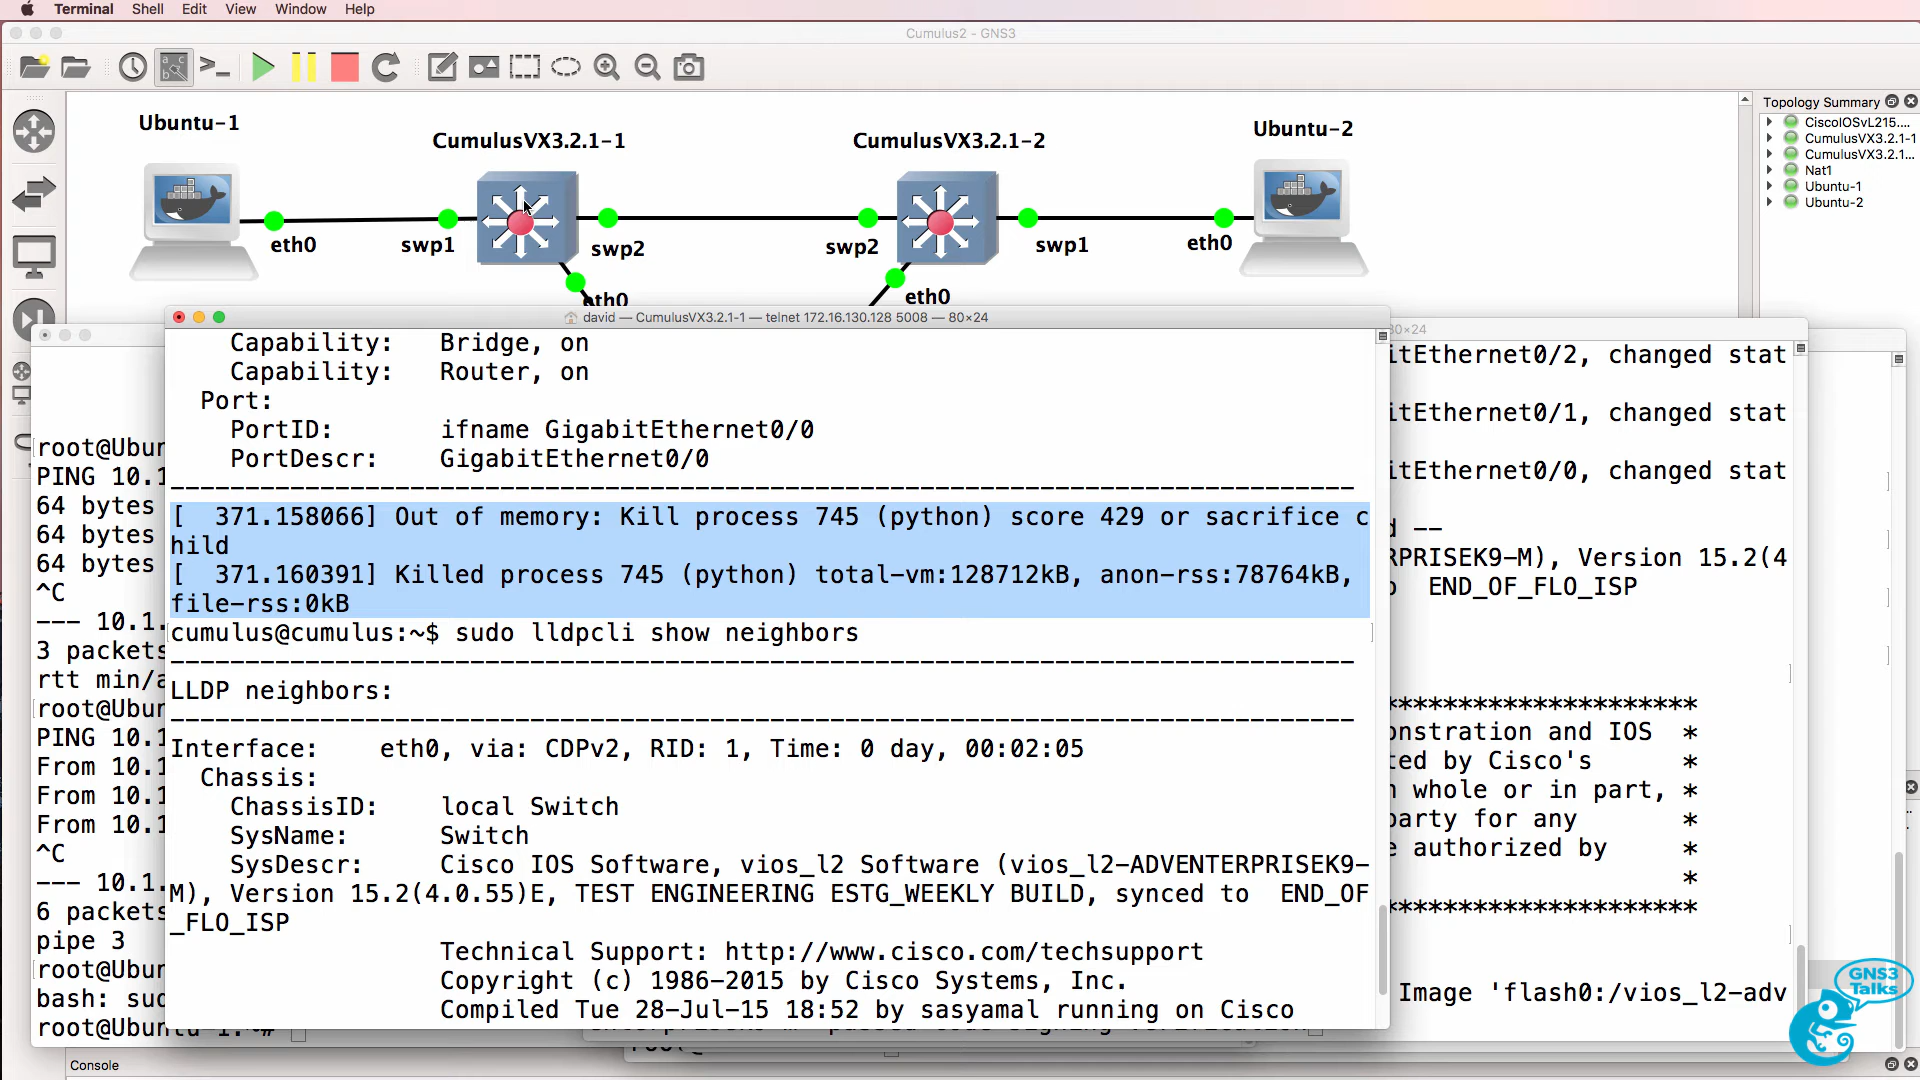 Terminal Shell Edit View Window Help
Cumulus2 - GNS3
Ubuntu-1
CumulusVX3.2.1-1
CumulusVX3.2.1-2
Ubuntu-2
eth0
swp1
swp2
swp2
swp1
eth0
eth0
eth0
Topology Summary
CiscoIOSvL215....
CumulusVX3.2.1-1
CumulusVX3.2.1...
Nat1
Ubuntu-1
Ubuntu-2
david — CumulusVX3.2.1-1 — telnet 172.16.130.128 5008 — 80×24
Capability: Bridge, on
Capability: Router, on
Port:
PortID: ifname GigabitEthernet0/0
PortDescr: GigabitEthernet0/0
-------------------------------------------------------------------------------
[  371.158066] Out of memory: Kill process 745 (python) score 429 or sacrifice c
hild
[  371.160391] Killed process 745 (python) total-vm:128712kB, anon-rss:78764kB,
file-rss:0kB
cumulus@cumulus:~$ sudo lldpcli show neighbors
-------------------------------------------------------------------------------
LLDP neighbors:
-------------------------------------------------------------------------------
Interface: eth0, via: CDPv2, RID: 1, Time: 0 day, 00:02:05
Chassis:
ChassisID: local Switch
SysName: Switch
SysDescr: Cisco IOS Software, vios_l2 Software (vios_l2-ADVENTERPRISEK9-
M), Version 15.2(4.0.55)E, TEST ENGINEERING ESTG_WEEKLY BUILD, synced to  END_OF
_FLO_ISP
Technical Support: http://www.cisco.com/techsupport
Copyright (c) 1986-2015 by Cisco Systems, Inc.
Compiled Tue 28-Jul-15 18:52 by sasyamal running on Cisco
root@Ubun
PING 10.1
64 bytes
64 bytes
64 bytes
^C
--- 10.1.
3 packets
rtt min/a
root@Ubun
PING 10.1
From 10.1
From 10.1
From 10.1
^C
--- 10.1.
6 packets
pipe 3
root@Ubun
bash: sud
root@Ubuntu-1:~#
80×24
itEthernet0/2, changed stat
itEthernet0/1, changed stat
itEthernet0/0, changed stat
d --
RPRISEK9-M), Version 15.2(4
END_OF_FLO_ISP
**********************
onstration and IOS *
ted by Cisco's *
n whole or in part, *
party for any *
e authorized by *
*
**********************
Image 'flash0:/vios_l2-adv
GNS3
Talks
Console